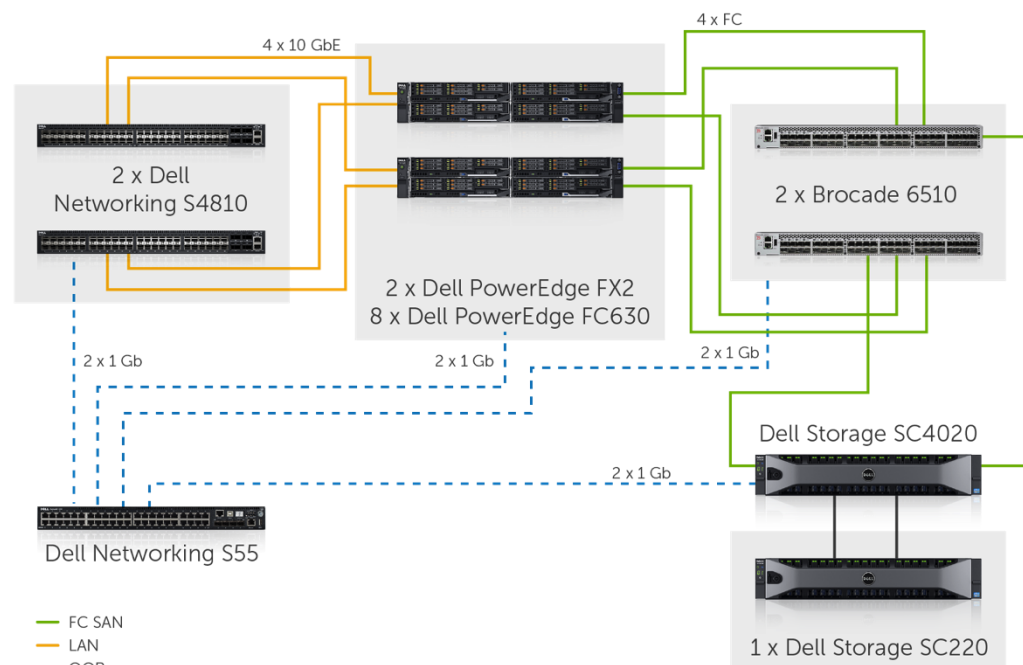 4 x 10 GbE
4 x FC
2 x Dell
Networking S4810
2 x Dell PowerEdge FX2
8 x Dell PowerEdge FC630
2 x Brocade 6510
2 x 1 Gb
2 x 1 Gb
2 x 1 Gb
Dell Storage SC4020
2 x 1 Gb
Dell Networking S55
1 x Dell Storage SC220
FC SAN
LAN